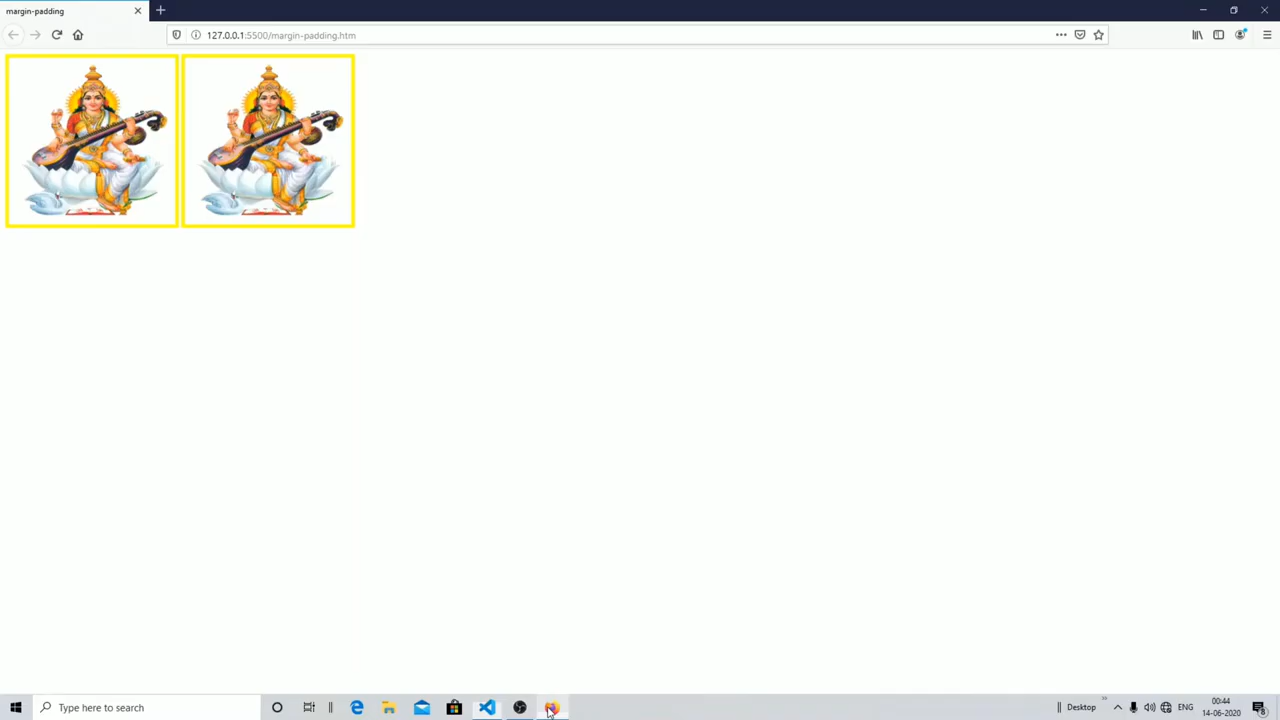 margin-padding
127.0.0.1:5500/margin-padding.htm
Type here to search
Desktop
ENG
00:44
14-06-2020
8